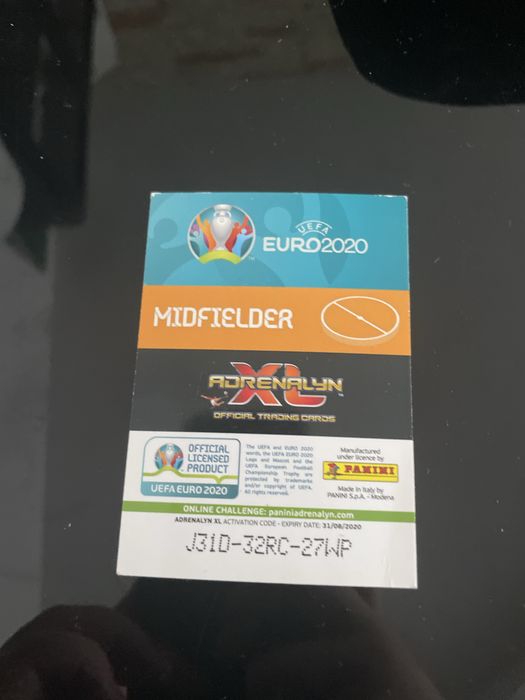 UEFA
EURO2020
MIDFIELDER
ADRENALYN
XL
OFFICIAL TRADING CARDS
OFFICIAL
LICENSED
PRODUCT
UEFA EURO 2020
The UEFA and EURO 2020
words, the UEFA EURO 2020
Logo and Mascot and the
UEFA European Football
Championship Trophy are
protected by trademarks
and/or copyright of UEFA.
All rights reserved.
Manufactured
under licence by
PANINI
Made in Italy by
PANINI S.p.A. - Modena
ONLINE CHALLENGE: paniniadrenalyn.com
ADRENALYN XL ACTIVATION CODE - EXPIRY DATE: 31/08/2020
J31D-32RC-27WP